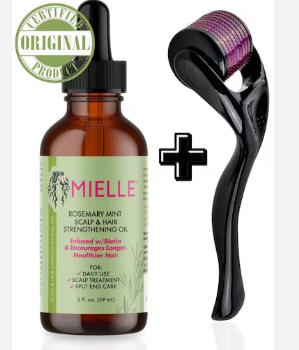 CERTIFIED
ORIGINAL
PRODUCT
MIELLE
ROSEMARY MINT
SCALP & HAIR
STRENGTHENING OIL
Infused w/Biotin
& Encourages Longer,
Healthier Hair
FOR:
✓ DAILY USE
✓ SCALP TREATMENT
✓ SPLIT END CARE
2 fl. oz. (59 mL)